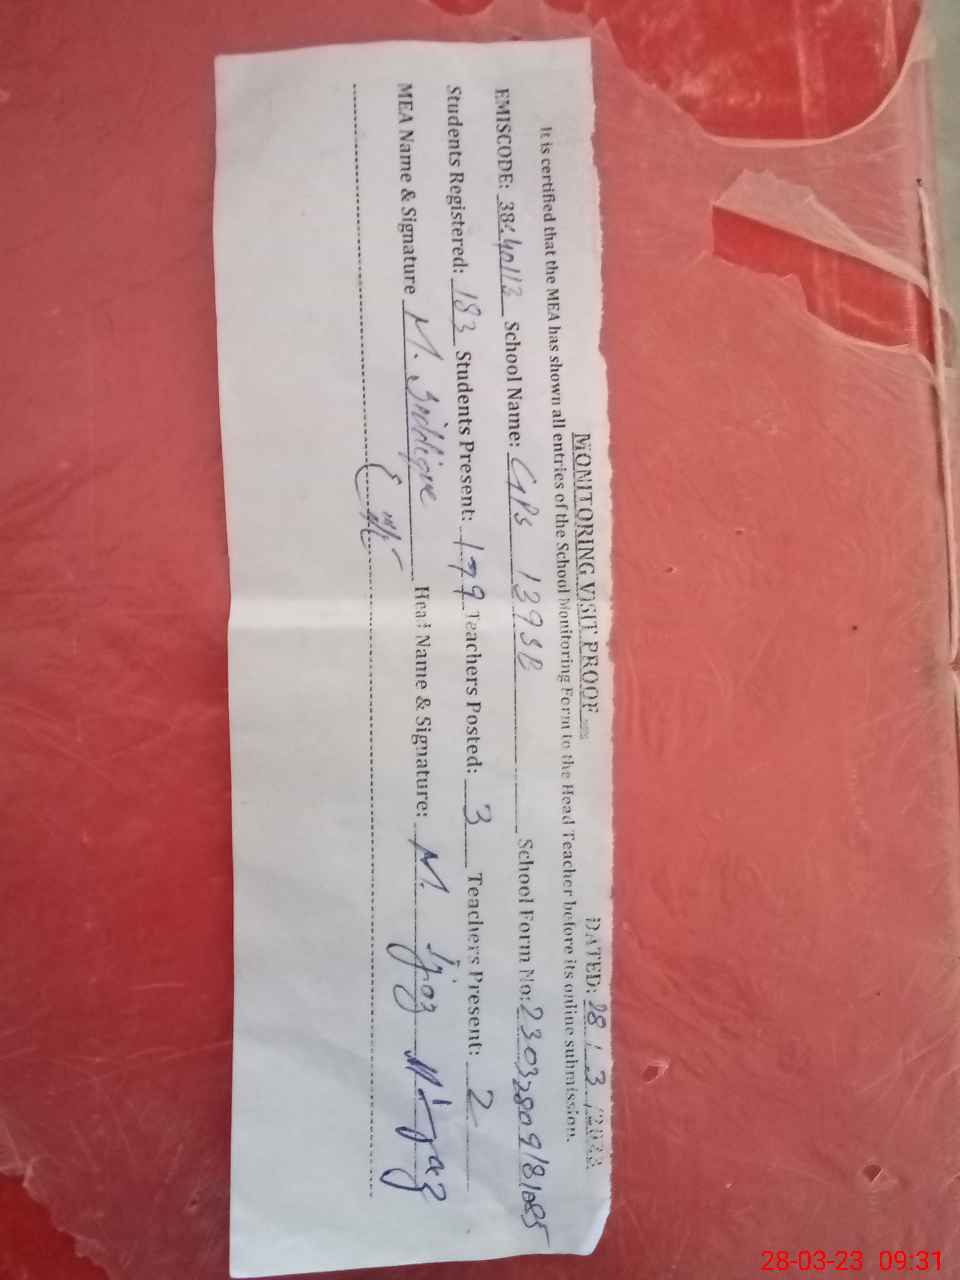 MONITORING VISIT PROOF
DATED: 28 / 3 /2023
It is certified that the MEA has shown all entries of the School Monitoring Form to the Head Teacher before its online submission.
EMISCODE: School Name: GPS 139SB School Form No:
Students Registered: 183 Students Present: 179 Teachers Posted: 3 Teachers Present: 2
MEA Name & Signature M. Siddique Head Name & Signature: M. Ijaz
28-03-23 09:31